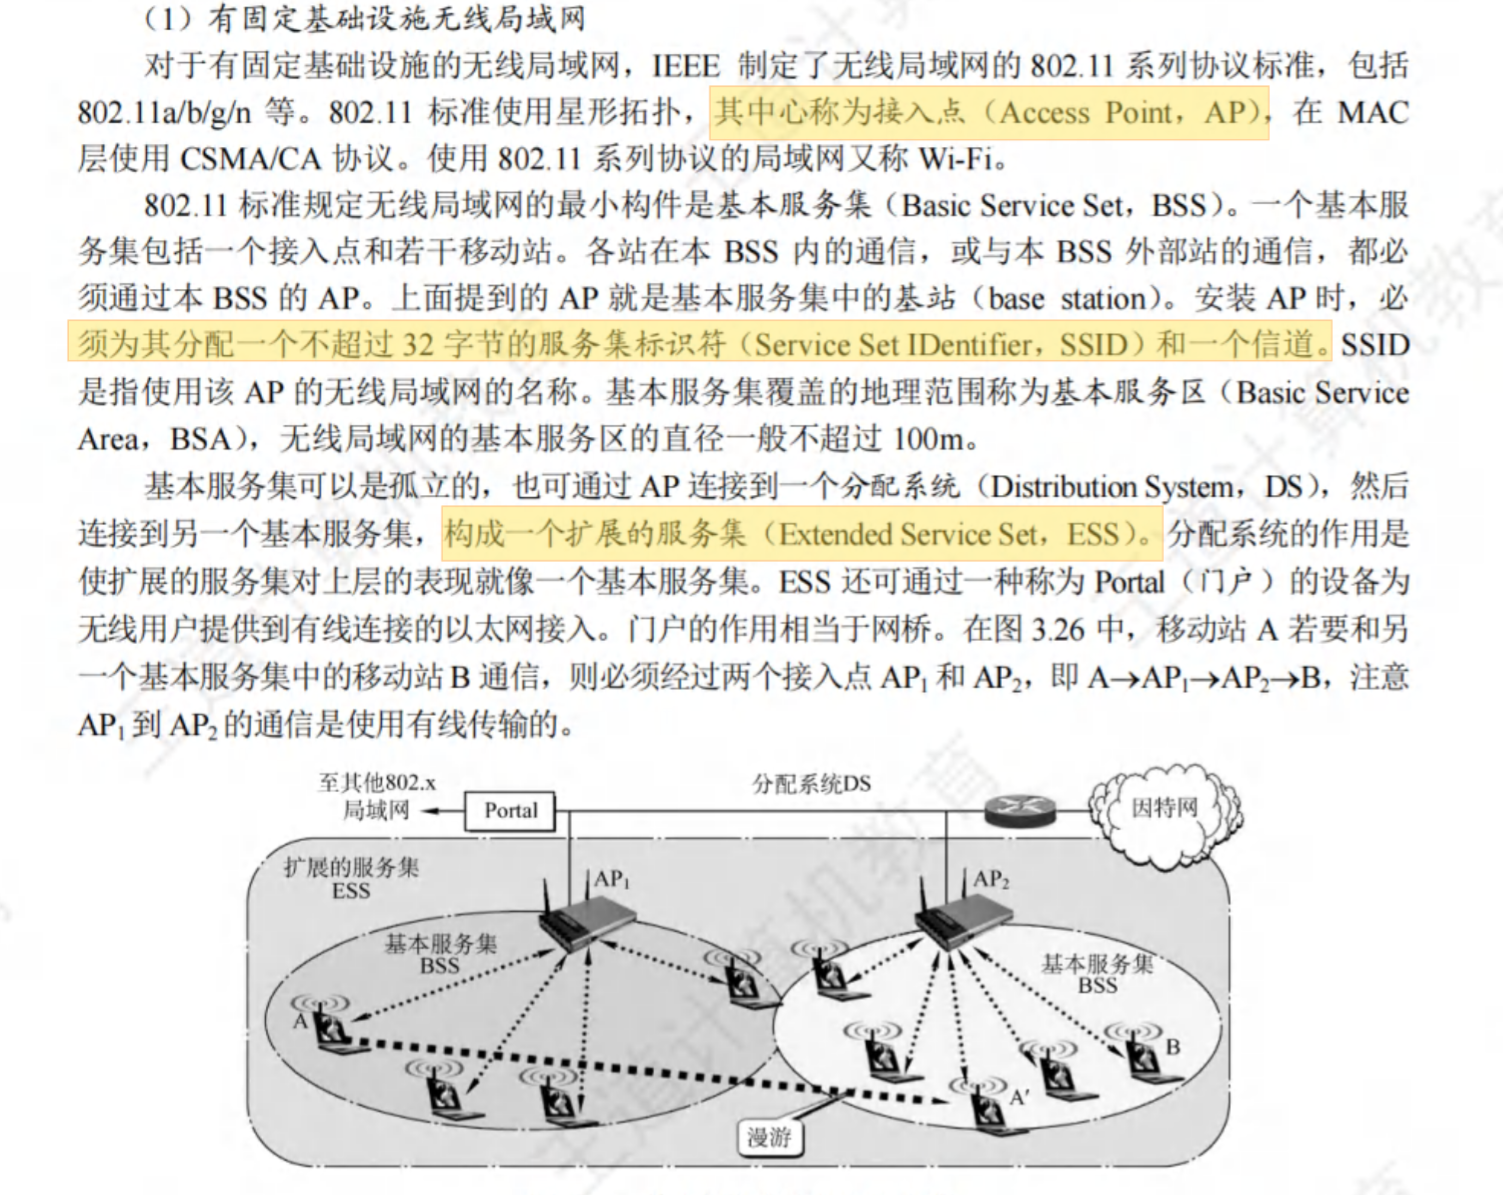 （1）有固定基础设施无线局域网
对于有固定基础设施的无线局域网，IEEE 制定了无线局域网的 802.11 系列协议标准，包括
802.11a/b/g/n 等。802.11 标准使用星形拓扑，其中心称为接入点（Access Point，AP），在 MAC
层使用 CSMA/CA 协议。使用 802.11 系列协议的局域网又称 Wi-Fi。
802.11 标准规定无线局域网的最小构件是基本服务集（Basic Service Set，BSS）。一个基本服
务集包括一个接入点和若干移动站。各站在本 BSS 内的通信，或与本 BSS 外部站的通信，都必
须通过本 BSS 的 AP。上面提到的 AP 就是基本服务集中的基站（base station）。安装 AP 时，必
须为其分配一个不超过 32 字节的服务集标识符（Service Set IDentifier，SSID）和一个信道。SSID
是指使用该 AP 的无线局域网的名称。基本服务集覆盖的地理范围称为基本服务区（Basic Service
Area，BSA），无线局域网的基本服务区的直径一般不超过 100m。
基本服务集可以是孤立的，也可通过 AP 连接到一个分配系统（Distribution System，DS），然后
连接到另一个基本服务集，构成一个扩展的服务集（Extended Service Set，ESS）。分配系统的作用是
使扩展的服务集对上层的表现就像一个基本服务集。ESS 还可通过一种称为 Portal（门户）的设备为
无线用户提供到有线连接的以太网接入。门户的作用相当于网桥。在图 3.26 中，移动站 A 若要和另
一个基本服务集中的移动站 B 通信，则必须经过两个接入点 AP₁ 和 AP₂，即 A→AP₁→AP₂→B，注意
AP₁ 到 AP₂ 的通信是使用有线传输的。
至其他802.x
局域网
Portal
分配系统DS
因特网
扩展的服务集
ESS
AP₁
AP₂
基本服务集
BSS
基本服务集
BSS
A
B
A′
漫游
王道计算机教育